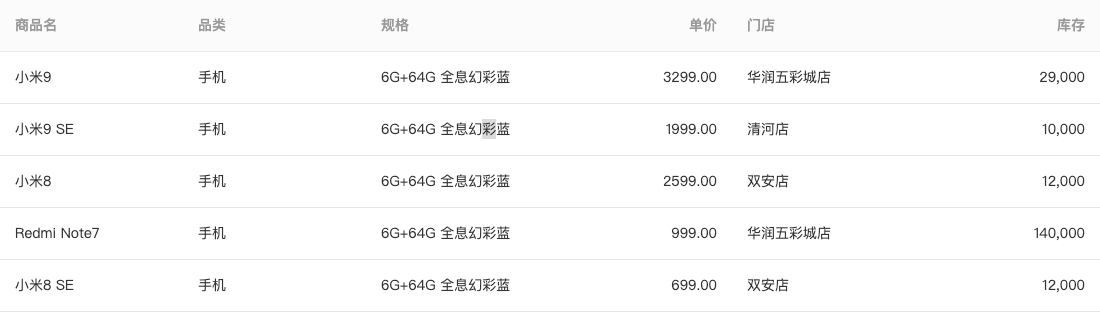 商品名 品类 规格 单价 门店 库存
小米9 手机 6G+64G 全息幻彩蓝 3299.00 华润五彩城店 29,000
小米9 SE 手机 6G+64G 全息幻彩蓝 1999.00 清河店 10,000
小米8 手机 6G+64G 全息幻彩蓝 2599.00 双安店 12,000
Redmi Note7 手机 6G+64G 全息幻彩蓝 999.00 华润五彩城店 140,000
小米8 SE 手机 6G+64G 全息幻彩蓝 699.00 双安店 12,000